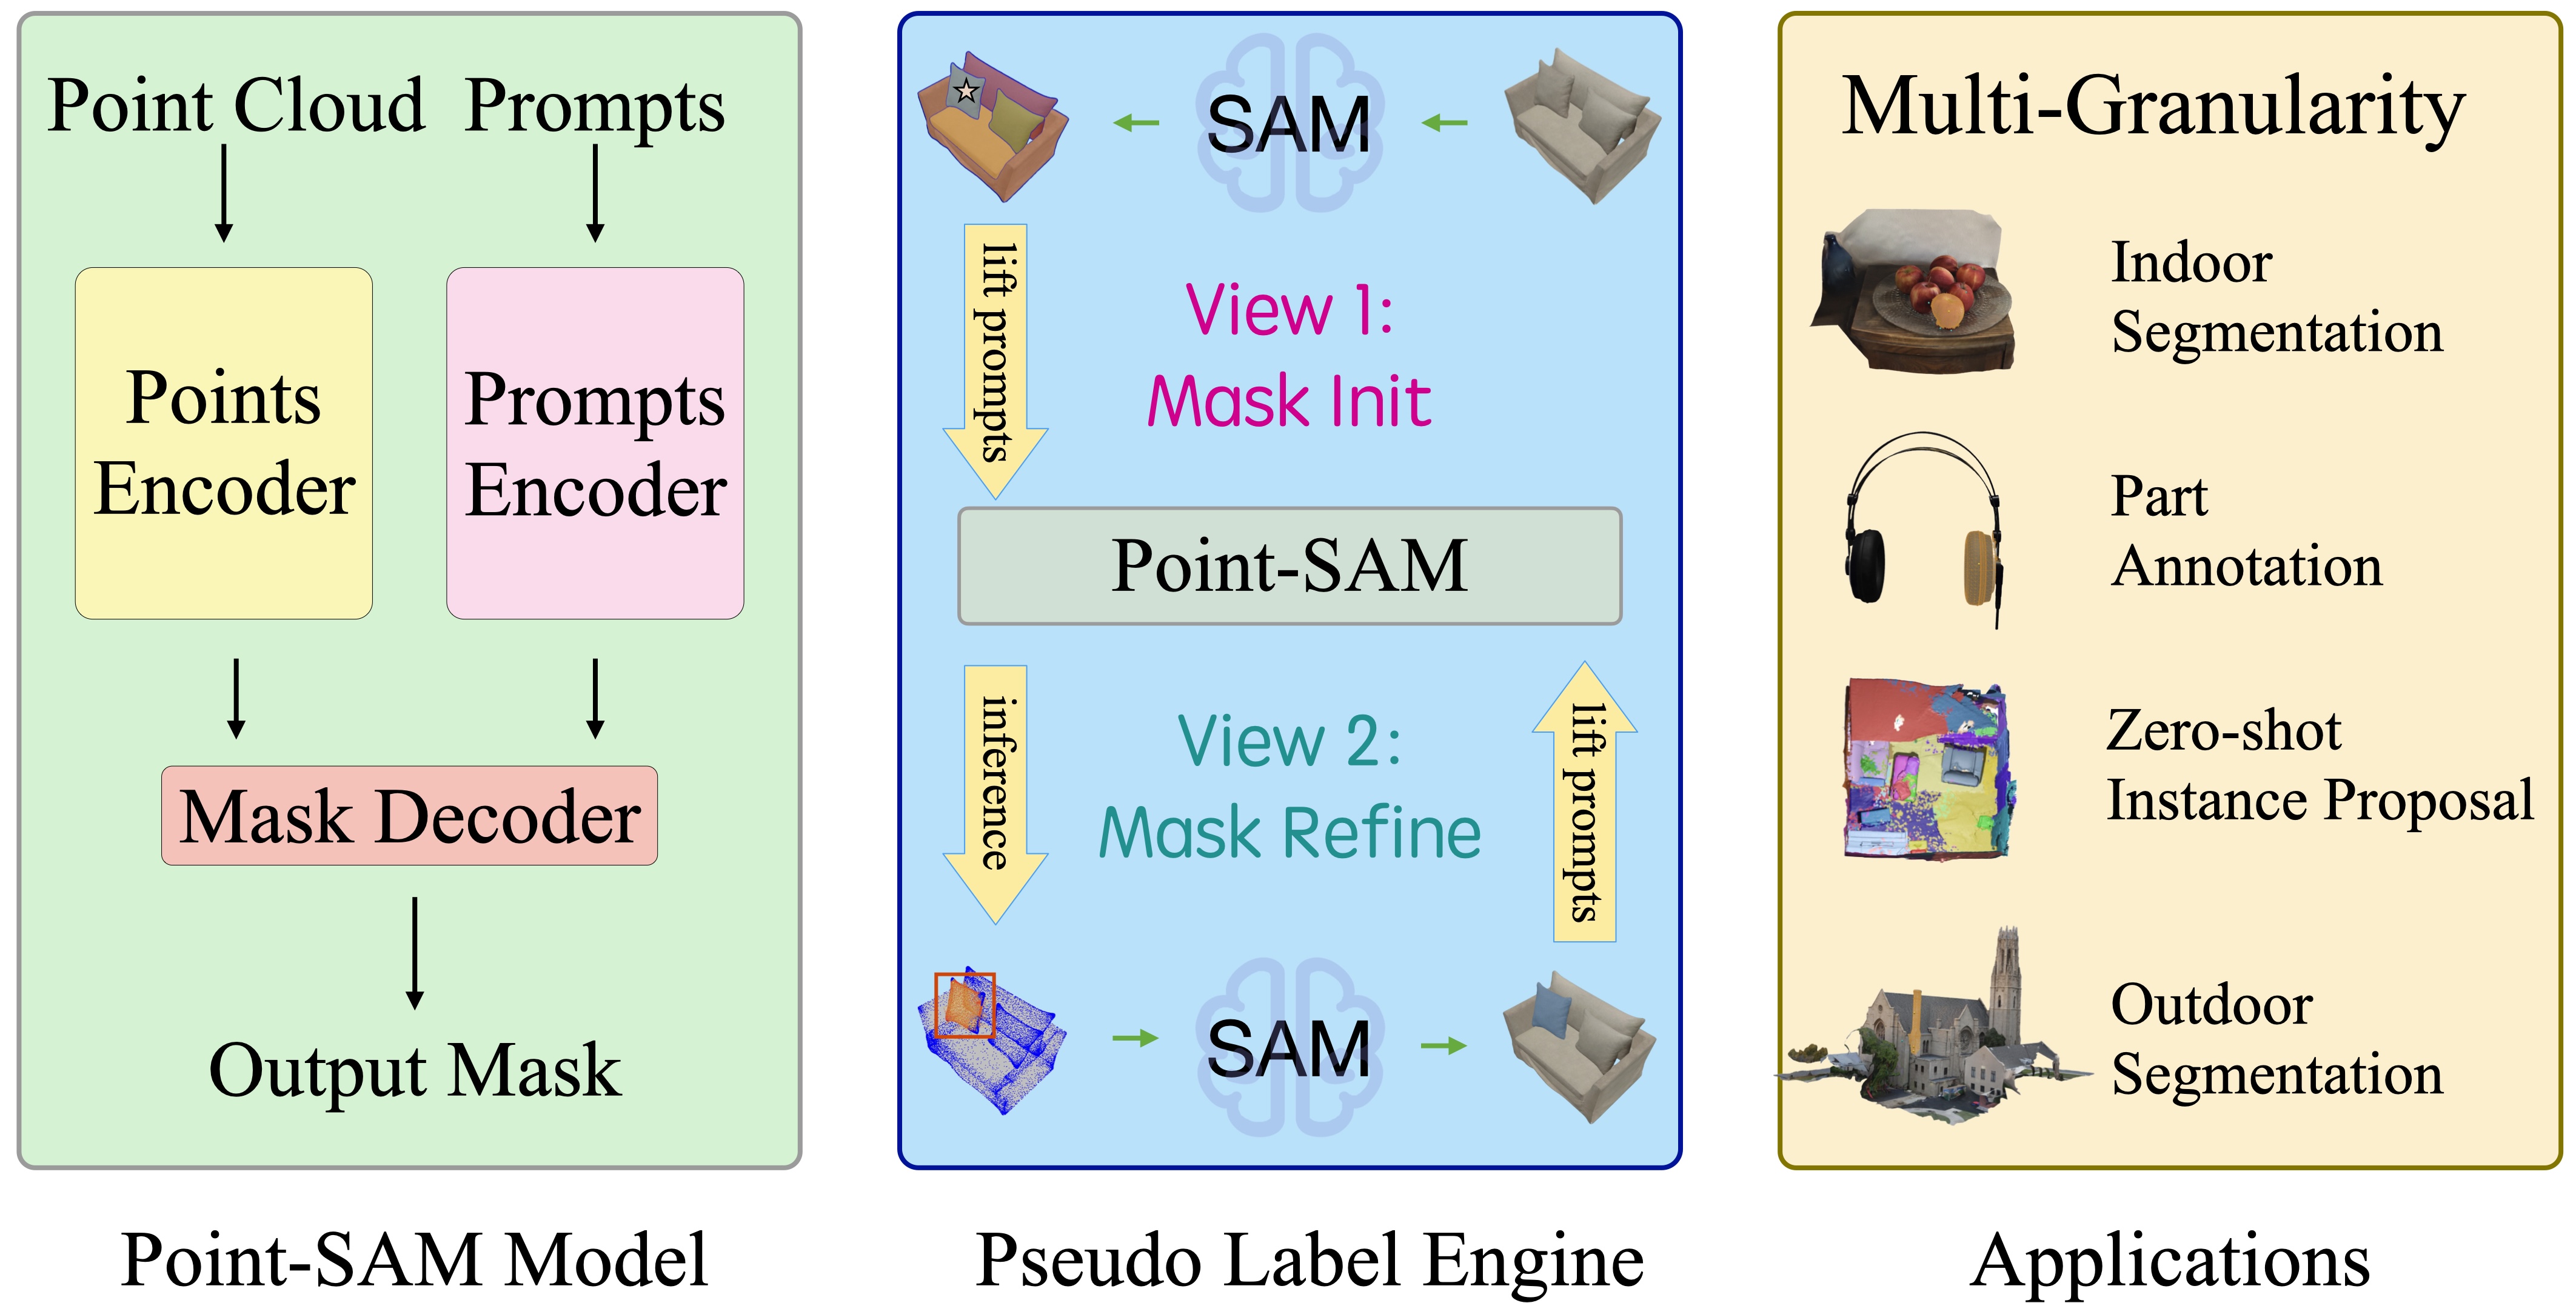 Point Cloud Prompts
Points
Encoder
Prompts
Encoder
Mask Decoder
Output Mask
Point-SAM Model
SAM
lift prompts
View 1:
Mask Init
Point-SAM
inference
View 2:
Mask Refine
lift prompts
SAM
Pseudo Label Engine
Multi-Granularity
Indoor
Segmentation
Part
Annotation
Zero-shot
Instance Proposal
Outdoor
Segmentation
Applications